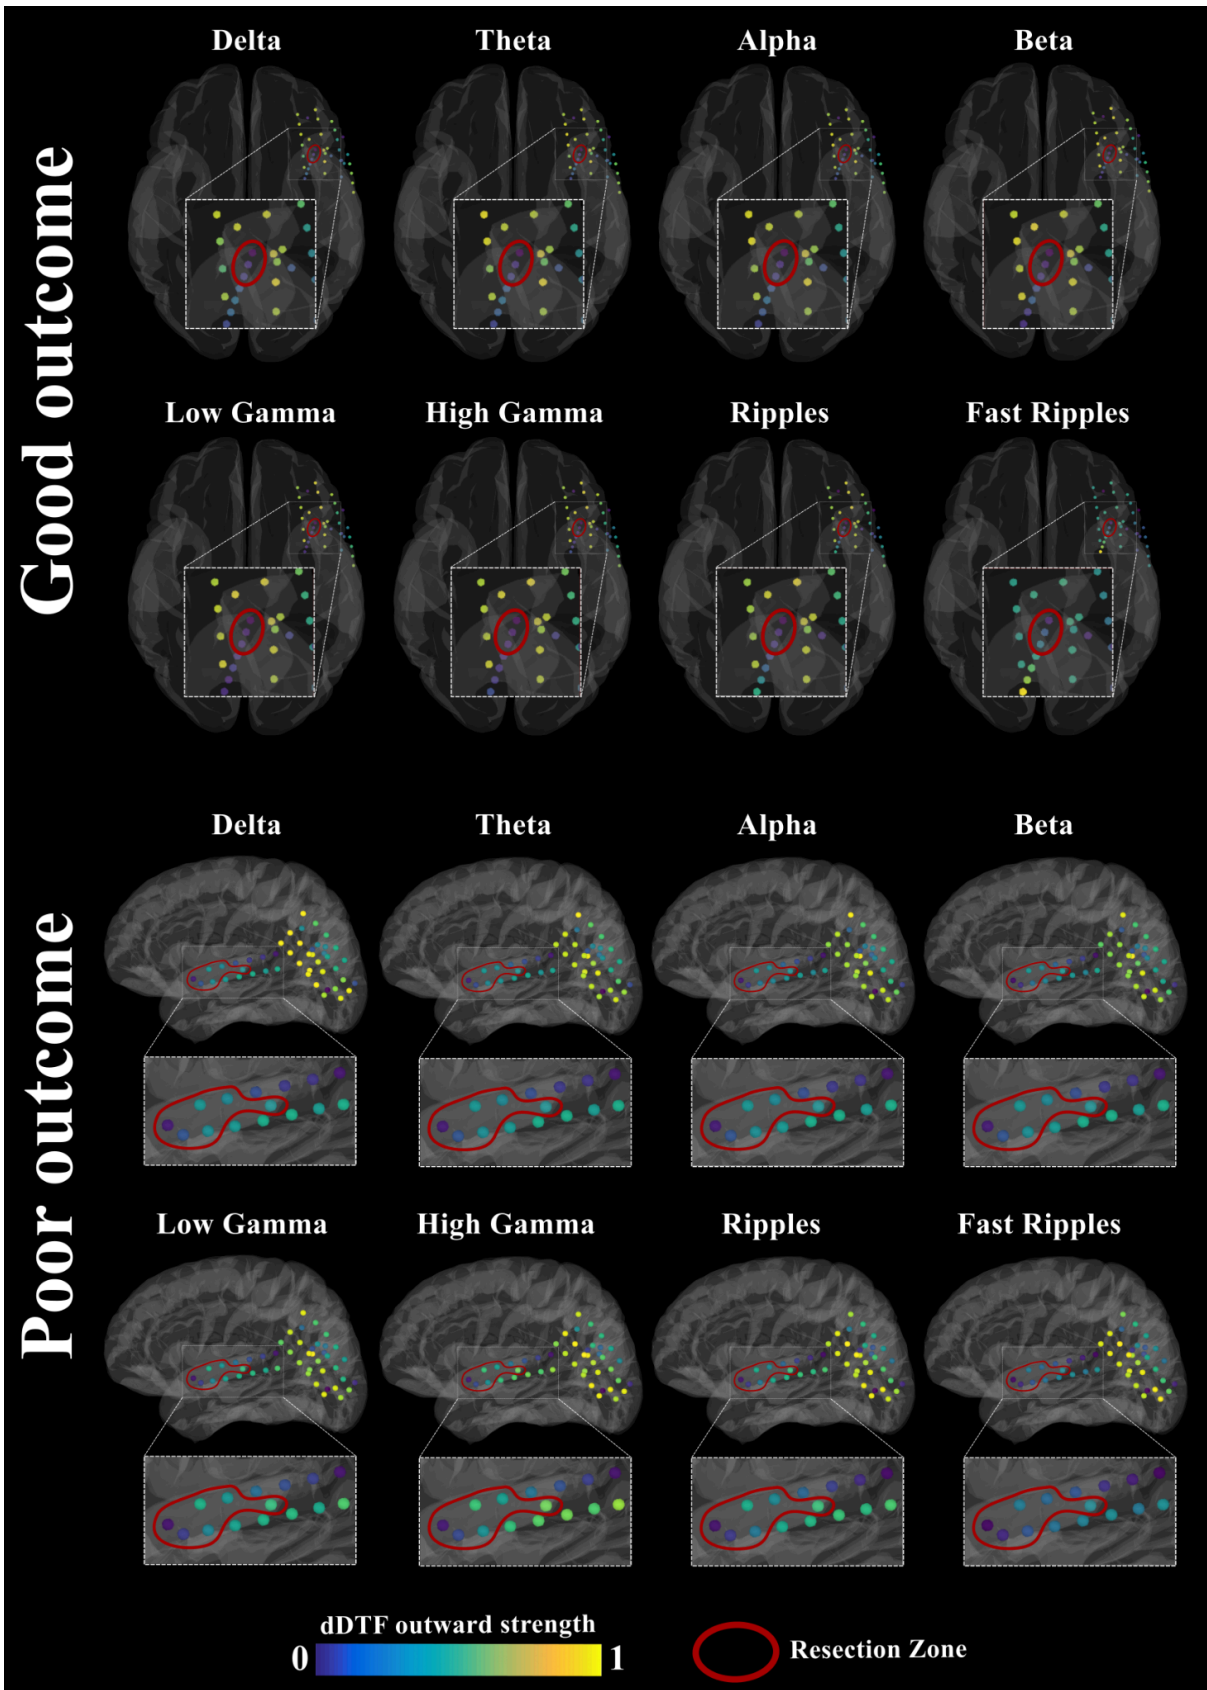 Good outcome
Delta
Theta
Alpha
Beta
Low Gamma
High Gamma
Ripples
Fast Ripples
Poor outcome
Delta
Theta
Alpha
Beta
Low Gamma
High Gamma
Ripples
Fast Ripples
dDTF outward strength
0
1
Resection Zone